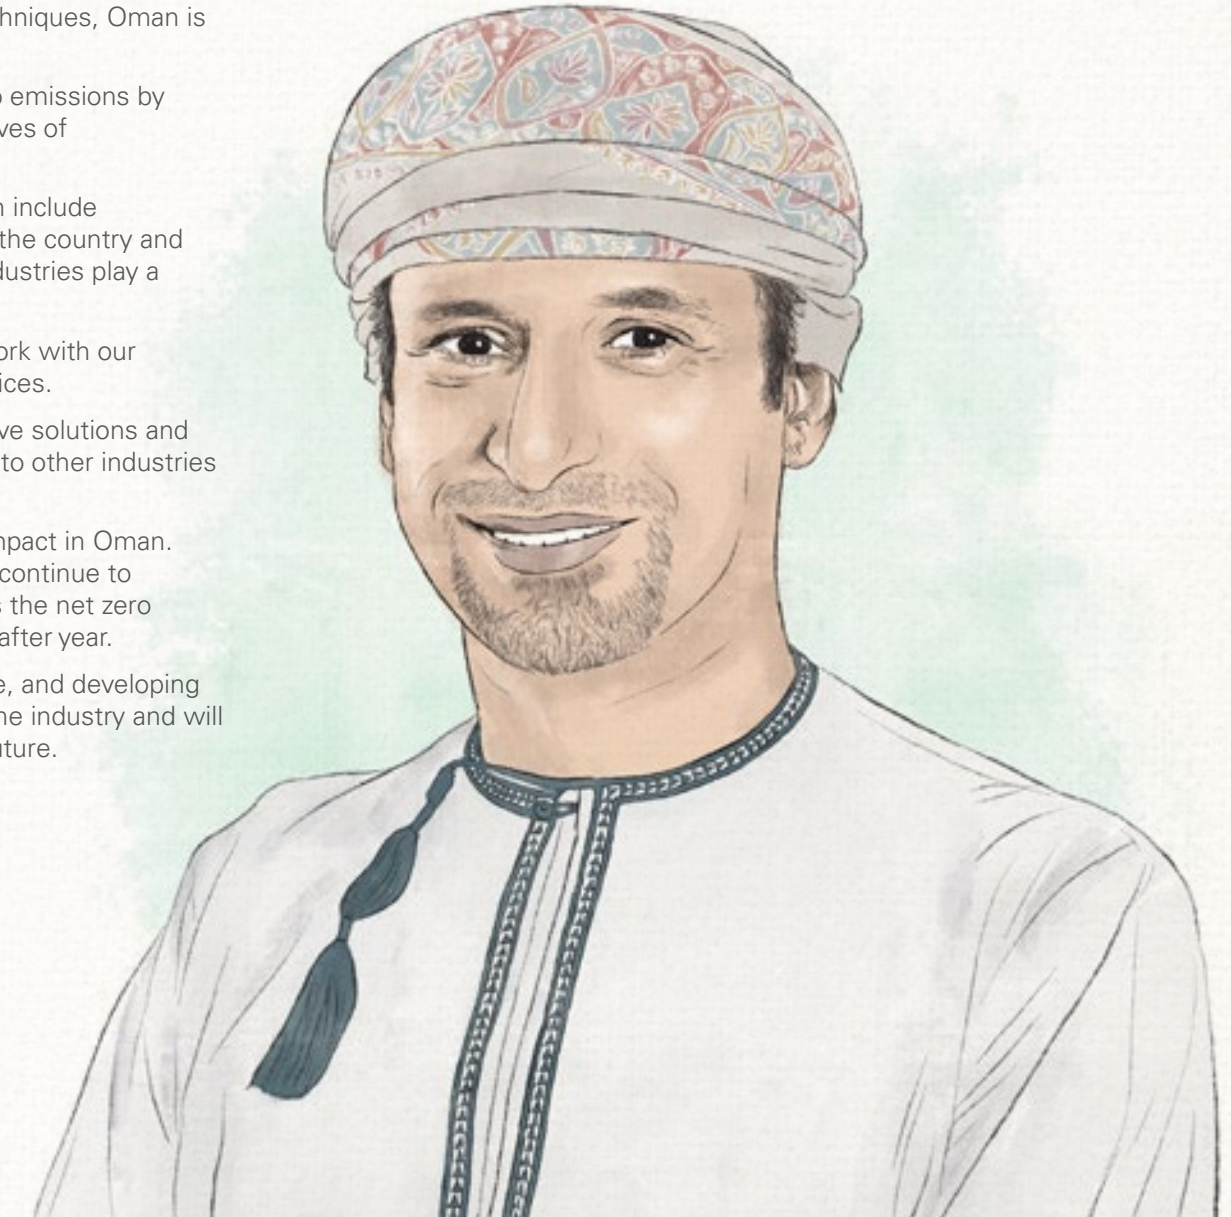 hniques, Oman is
emissions by
ves of
include
the country and
dustries play a
ork with our
ices.
ve solutions and
to other industries
npact in Oman.
continue to
the net zero
after year.
e, and developing
ne industry and will
uture.